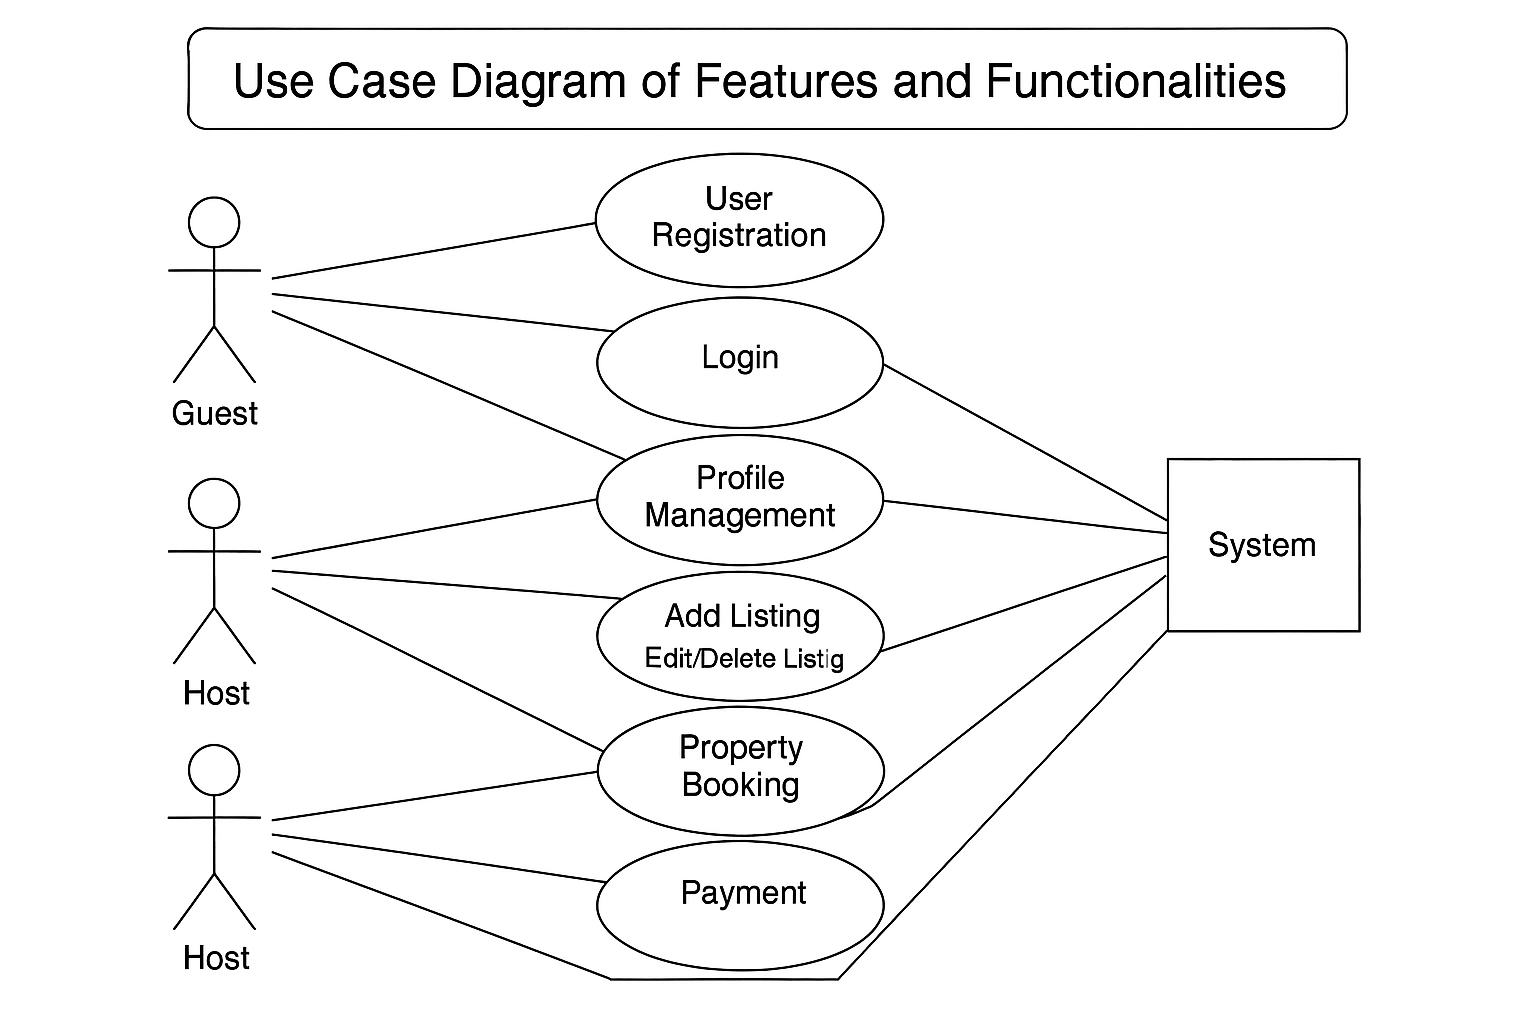 Use Case Diagram of Features and Functionalities
User
Registration
Login
Guest
Profile
Management
System
Add Listing
Edit/Delete Listig
Host
Property
Booking
Payment
Host